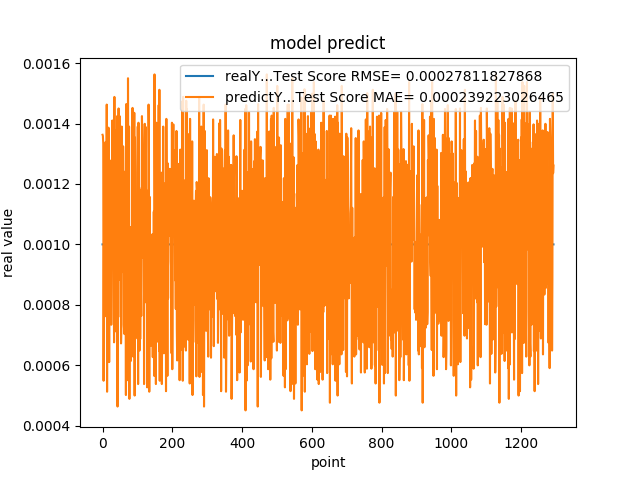 model predict
realY...Test Score RMSE= 0.00027811827868
predictY...Test Score MAE= 0.000239223026465
0.0016
0.0014
0.0012
0.0010
0.0008
0.0006
0.0004
real value
0 200 400 600 800 1000 1200
point